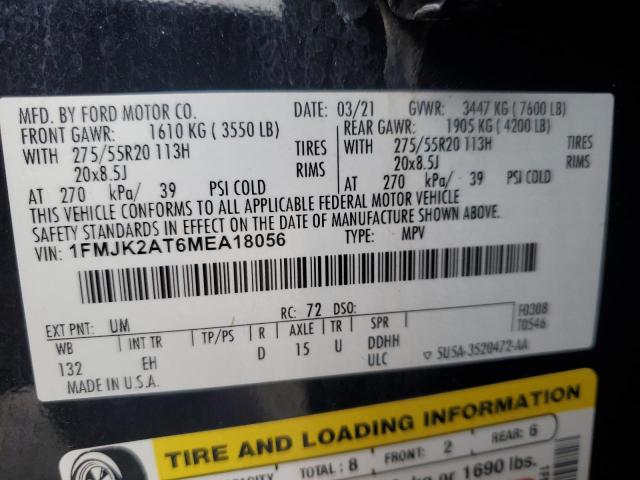 MFD. BY FORD MOTOR CO. DATE: 03/21 GVWR: 3447 KG ( 7600 LB)
FRONT GAWR: 1610 KG ( 3550 LB) REAR GAWR: 1905 KG ( 4200 LB)
WITH 275/55R20 113H TIRES WITH 275/55R20 113H TIRES
20x8.5J RIMS 20x8.5J RIMS
AT 270 kPa/ 39 PSI COLD AT 270 kPa/ 39 PSI COLD
THIS VEHICLE CONFORMS TO ALL APPLICABLE FEDERAL MOTOR VEHICLE
SAFETY STANDARDS IN EFFECT ON THE DATE OF MANUFACTURE SHOWN ABOVE.
VIN: 1FMJK2AT6MEA18056 TYPE: MPV
F0308
T0546
EXT PNT: UM RC: 72 DSO:
WB INT TR TP/PS R AXLE TR SPR
132 EH D 15 U DDHH
ULC 5U5A-3520472-AA
MADE IN U.S.A.
TIRE AND LOADING INFORMATION
TOTAL : 8 FRONT: 2 REAR: 6
kg or 1690 lbs.